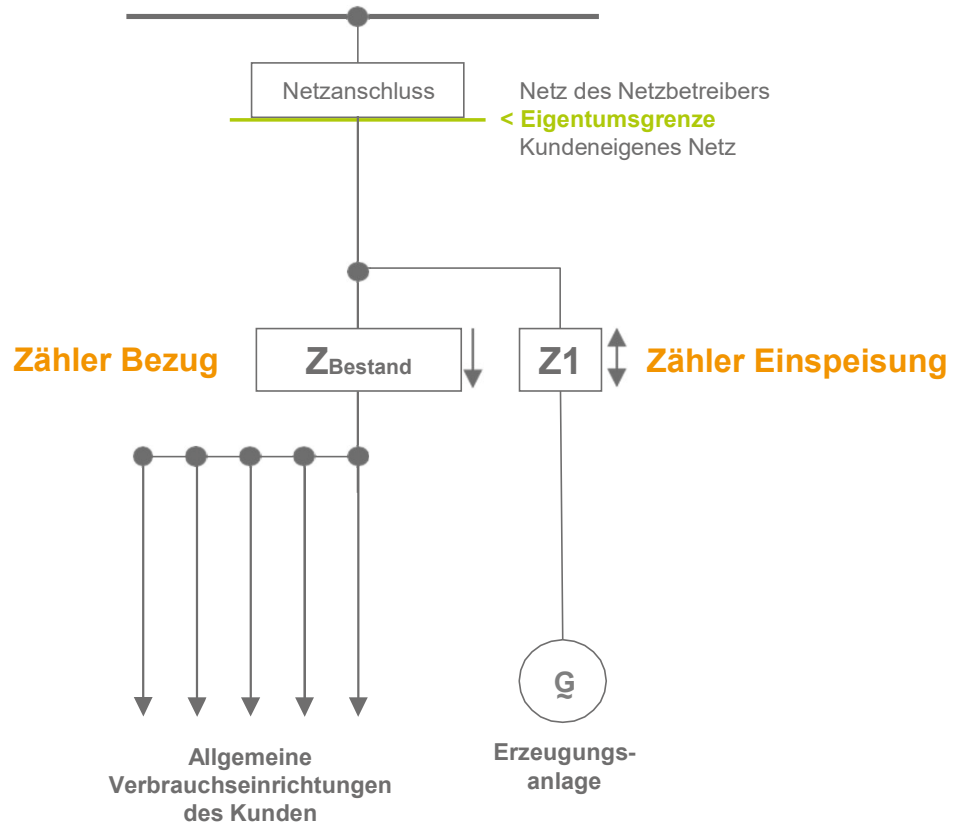 Netzanschluss
Netz des Netzbetreibers
< Eigentumsgrenze
Kundeneigenes Netz
Zähler Bezug
ZBestand
Z1
Zähler Einspeisung
G
~
Allgemeine
Verbrauchseinrichtungen
des Kunden
Erzeugungs-
anlage